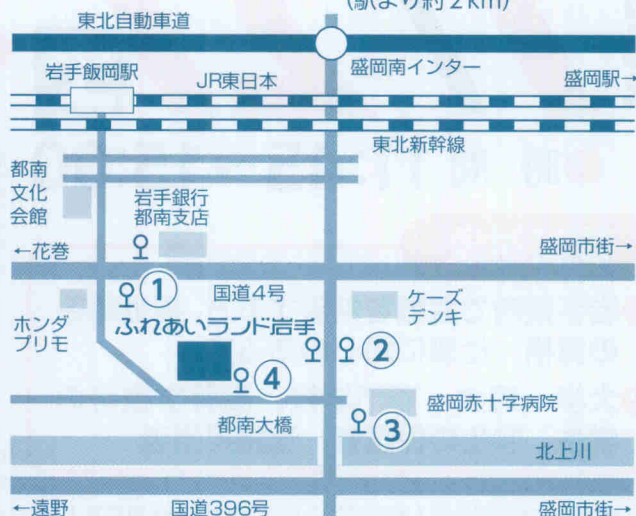 (駅より約2km)
東北自動車道
岩手飯岡駅
JR東日本
盛岡南インター
盛岡駅→
東北新幹線
都南
文化
会館
岩手銀行
都南支店
←花巻
盛岡市街→
①
国道4号
ケーズ
デンキ
ホンダ
プリモ
ふれあいランド岩手
②
④
盛岡赤十字病院
③
都南大橋
北上川
←遠野
国道396号
盛岡市街→